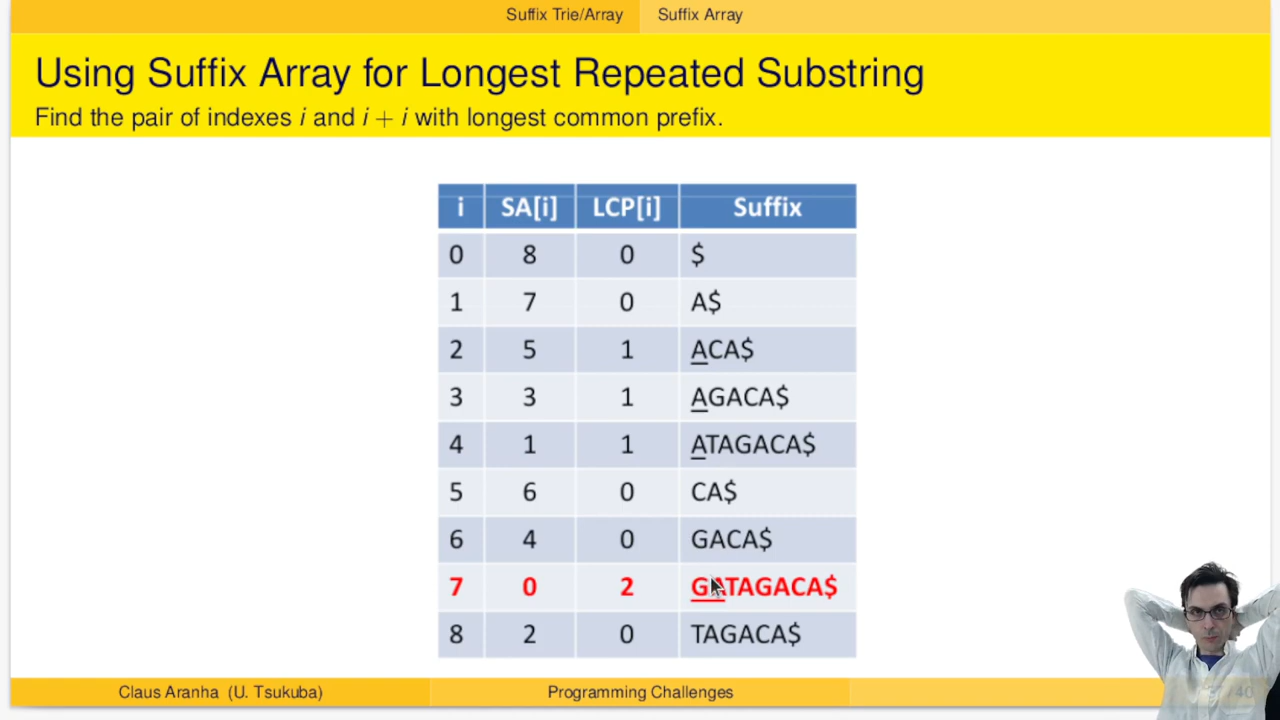 Suffix Trie/Array Suffix Array
Using Suffix Array for Longest Repeated Substring
Find the pair of indexes i and i + i with longest common prefix.
i SA[i] LCP[i] Suffix
0 8 0 $
1 7 0 A$
2 5 1 ACA$
3 3 1 AGACA$
4 1 1 ATAGACA$
5 6 0 CA$
6 4 0 GACA$
7 0 2 GATAGACA$
8 2 0 TAGACA$
Claus Aranha (U. Tsukuba) Programming Challenges